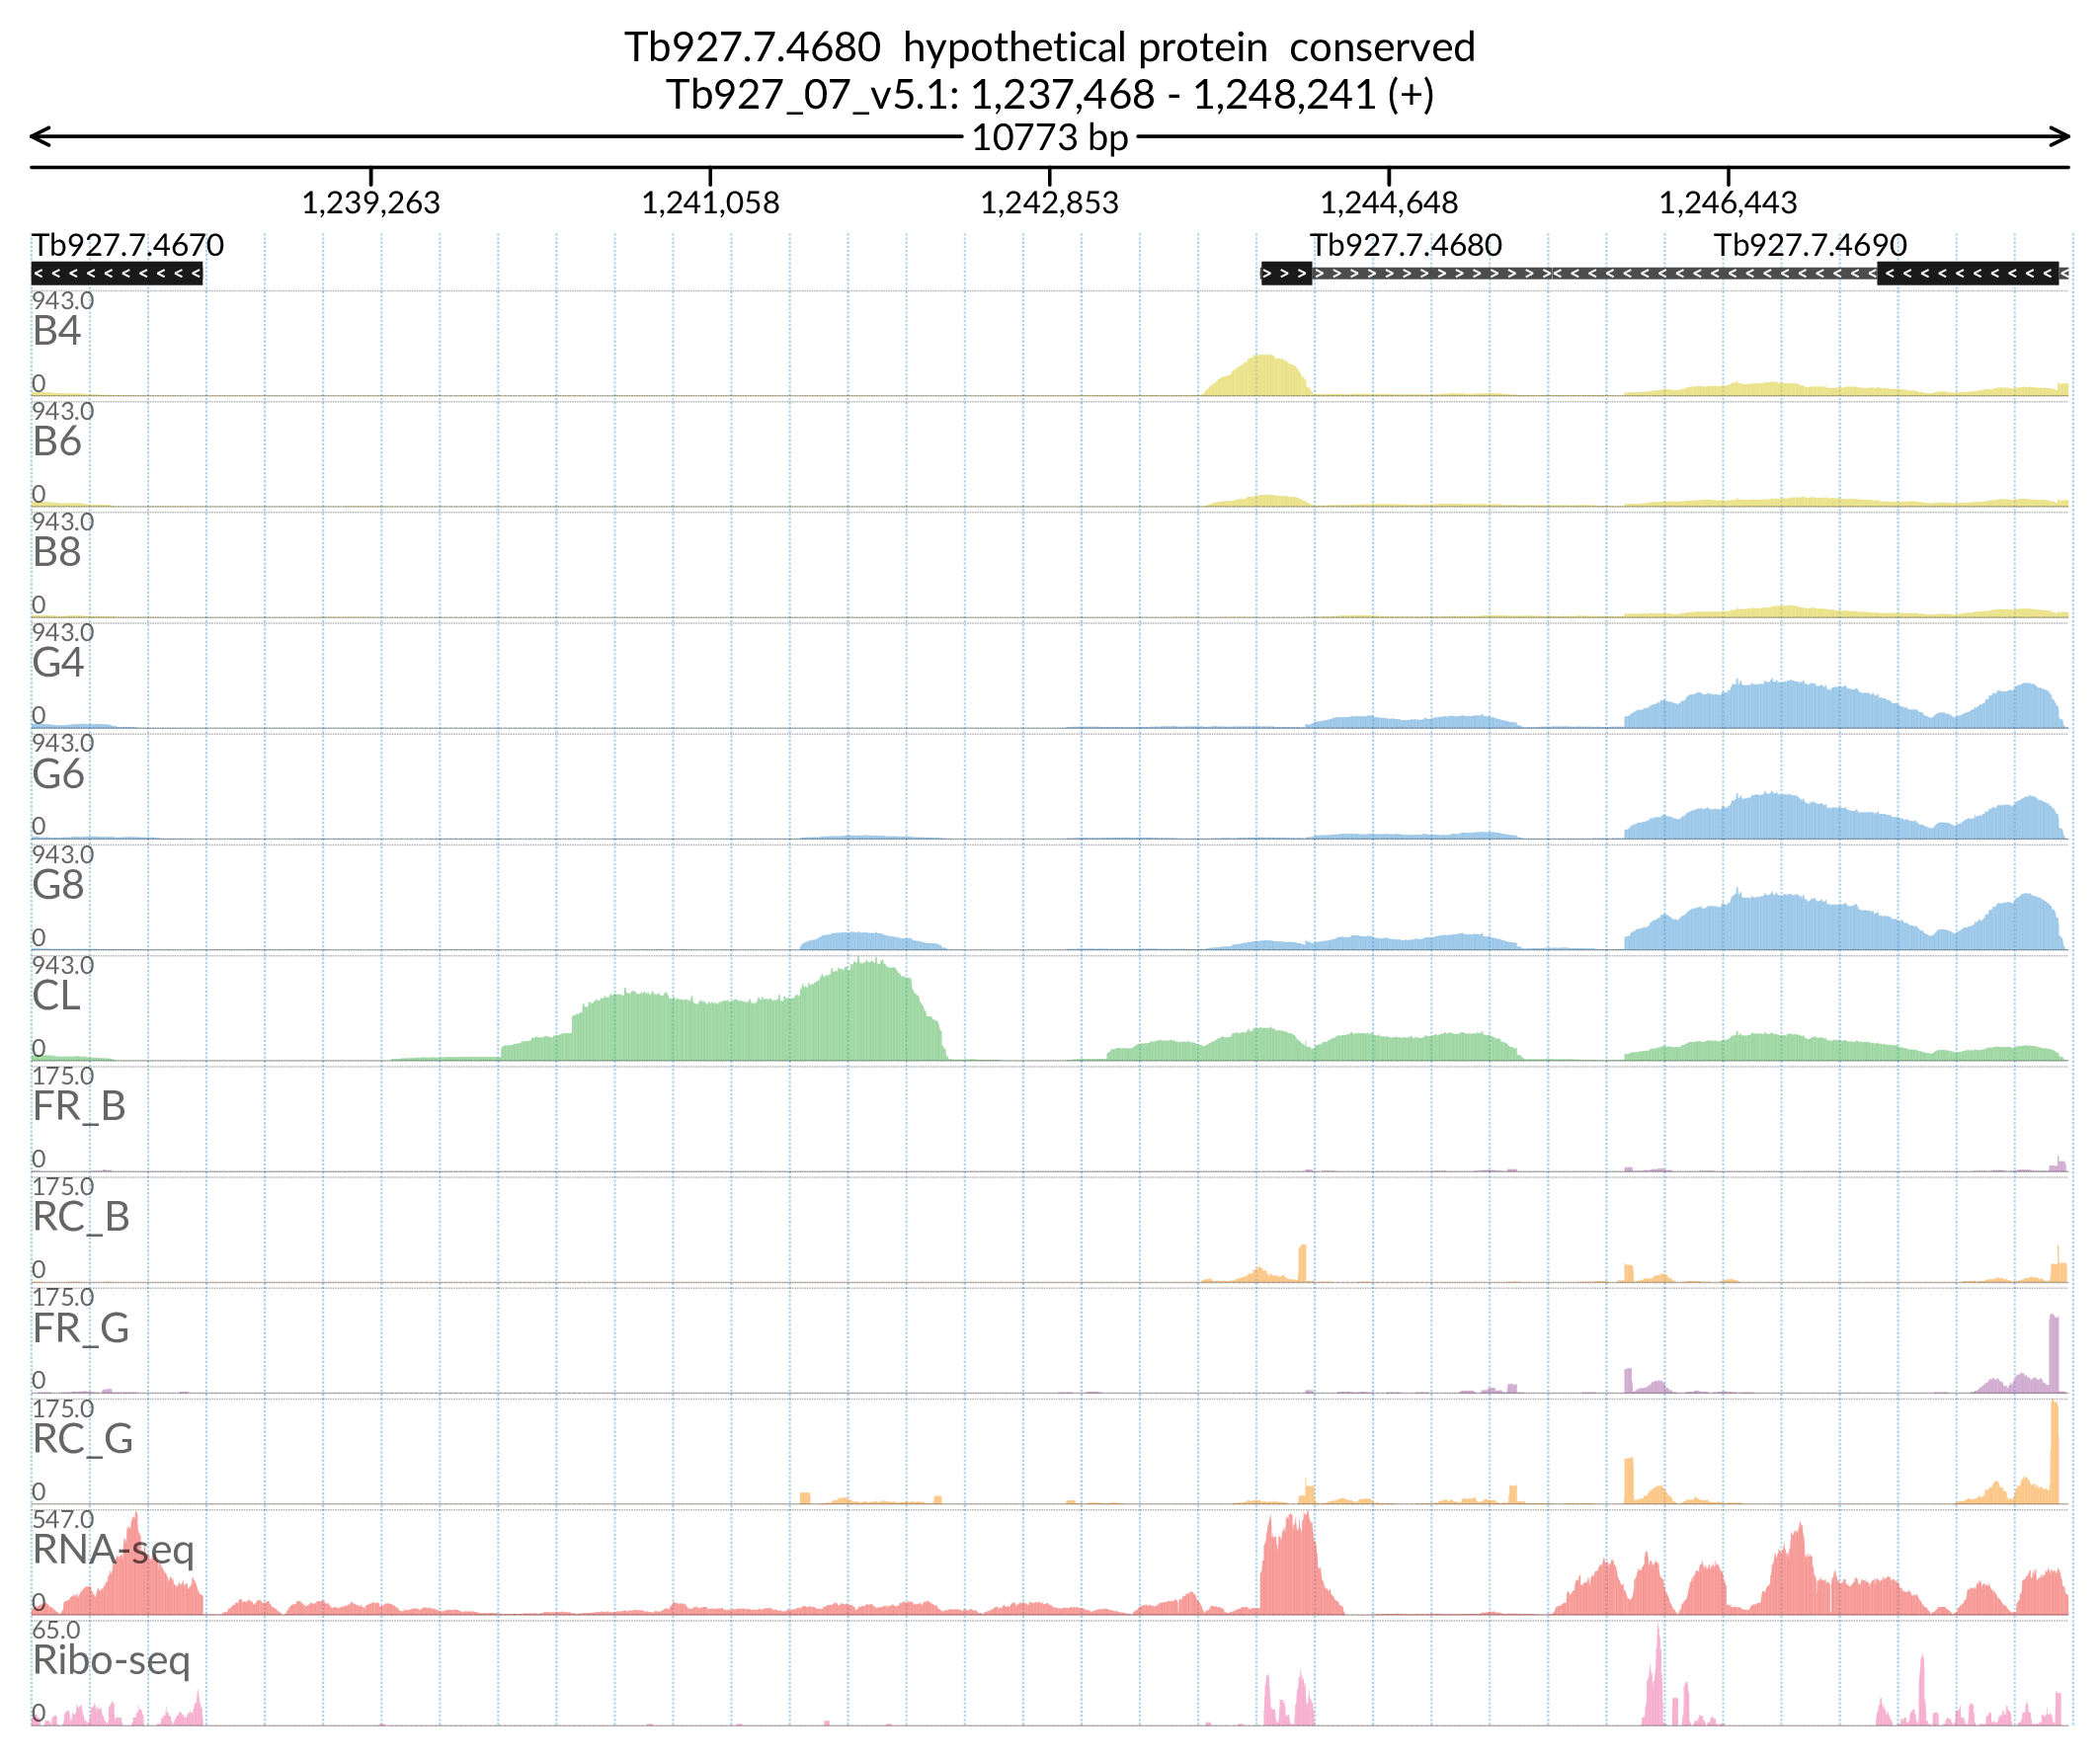 Tb927.7.4680 hypothetical protein conserved
Tb927_07_v5.1: 1,237,468 - 1,248,241 (+)
10773 bp
1,239,263 1,241,058 1,242,853 1,244,648 1,246,443
Tb927.7.4670 Tb927.7.4680 Tb927.7.4690
943.0
B4
0
943.0
B6
0
943.0
B8
0
943.0
G4
0
943.0
G6
0
943.0
G8
0
943.0
CL
0
175.0
FR_B
0
175.0
RC_B
0
175.0
FR_G
0
175.0
RC_G
0
547.0
RNA-seq
0
65.0
Ribo-seq
0